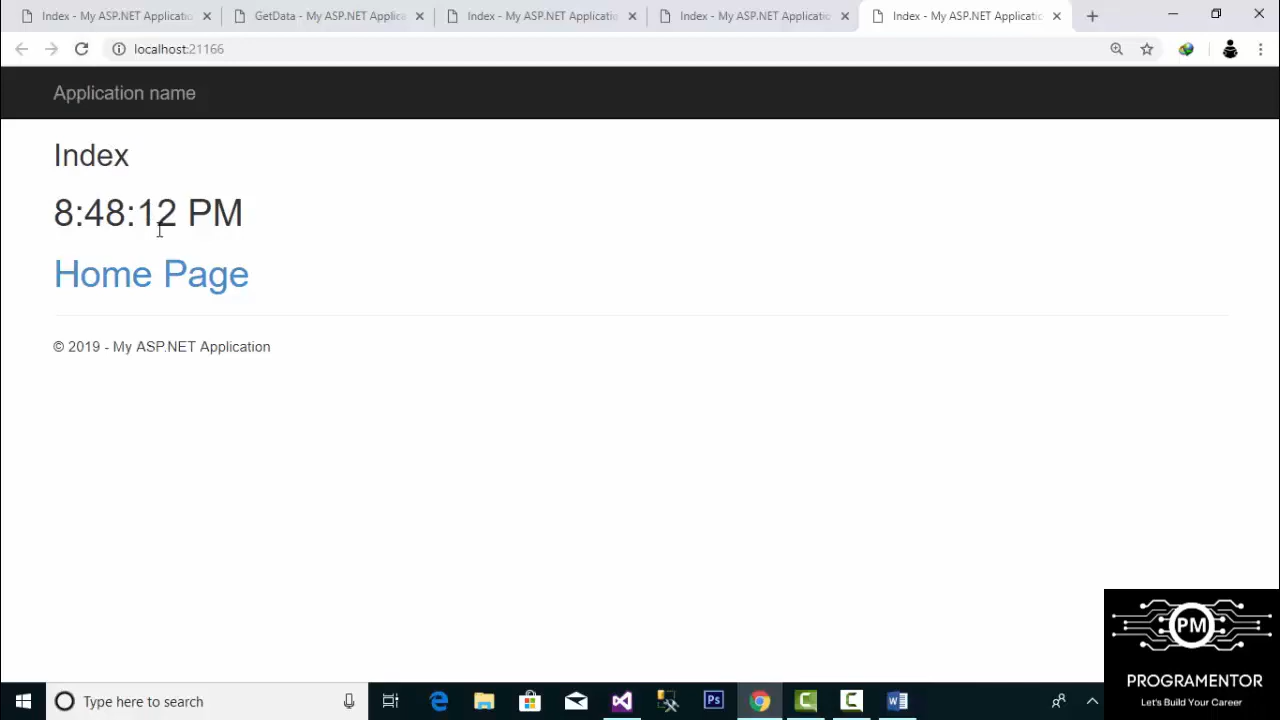 Index - My ASP.NET Applicatio
GetData - My ASP.NET Applica
Index - My ASP.NET Applicatio
Index - My ASP.NET Applicatio
Index - My ASP.NET Applicatio
localhost:21166
Application name
Index
8:48:12 PM
Home Page
© 2019 - My ASP.NET Application
PM
PROGRAMENTOR
Let's Build Your Career
Type here to search
Ps